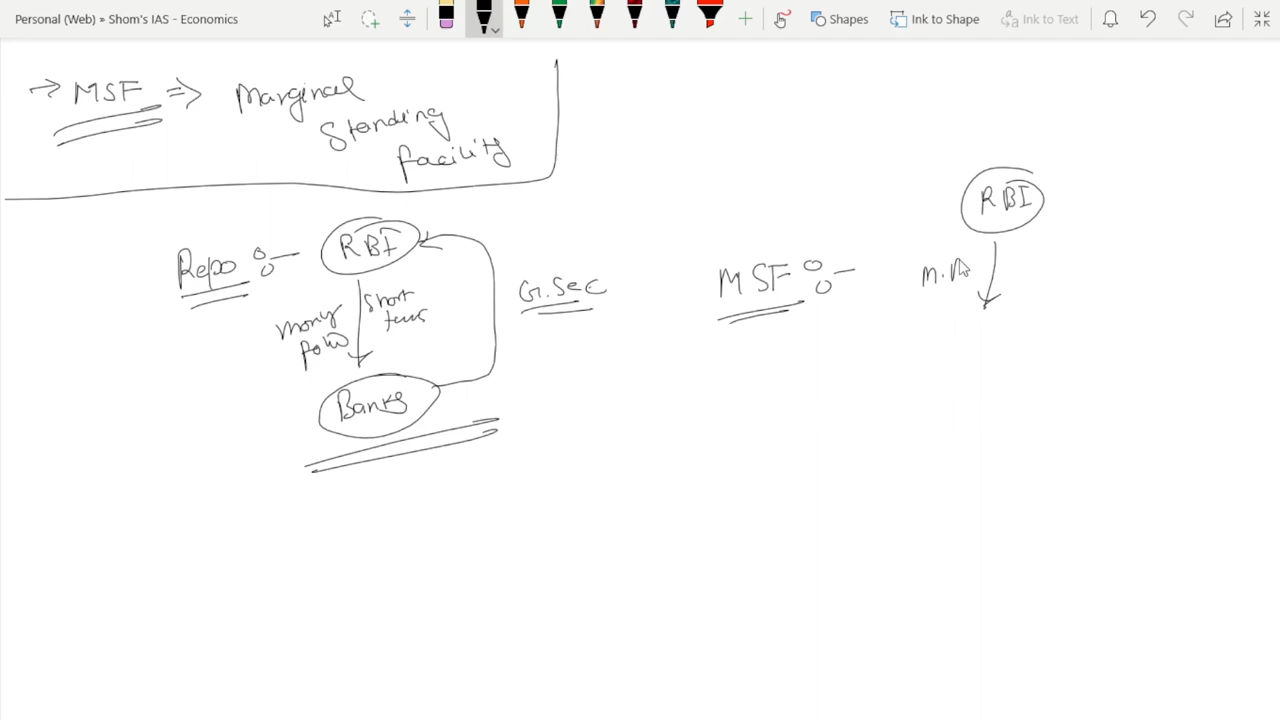 Personal (Web) » Shom's IAS - Economics
Shapes
Ink to Shape
Ink to Text
→ MSF ⇒ Marginal
Standing
Facility
Repo :-
RBI
Money
Short
term
G.Sec
Banks
MSF :-
RBI